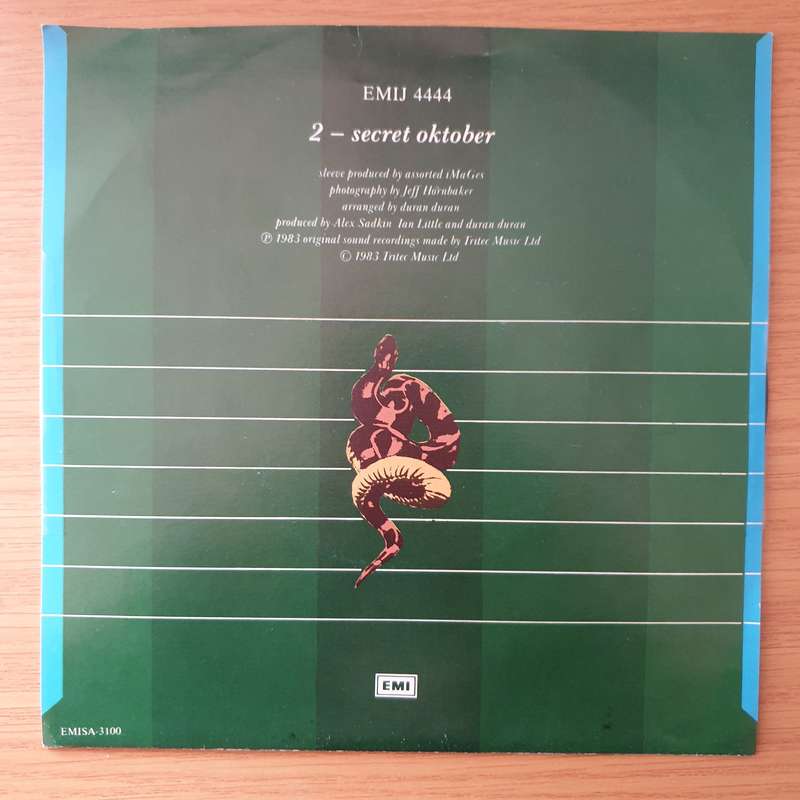 EMIJ 4444
2 – secret oktober
sleeve produced by assorted iMaGes
photography by Jeff Hornbaker
arranged by duran duran
produced by Alex Sadkin Ian Little and duran duran
℗ 1983 original sound recordings made by Tritec Music Ltd
© 1983 Tritec Music Ltd
EMI
EMISA-3100